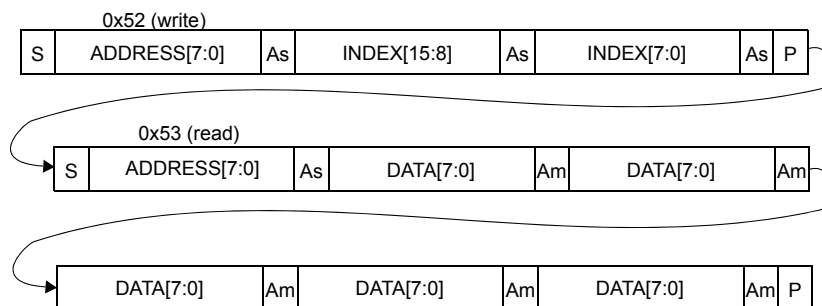 0x52 (write)
S ADDRESS[7:0] As INDEX[15:8] As INDEX[7:0] As P
0x53 (read)
S ADDRESS[7:0] As DATA[7:0] Am DATA[7:0] Am
DATA[7:0] Am DATA[7:0] Am DATA[7:0] Am P